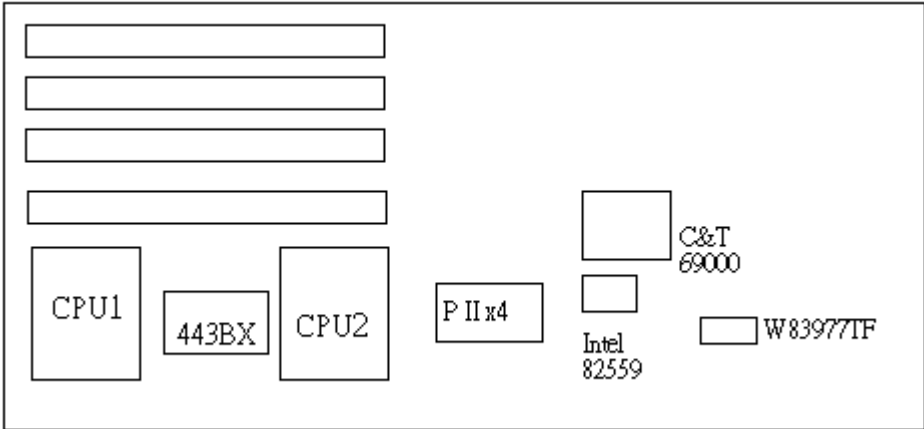 C&T
69000
CPU1
443BX
CPU2
P II x4
Intel
82559
W83977TF